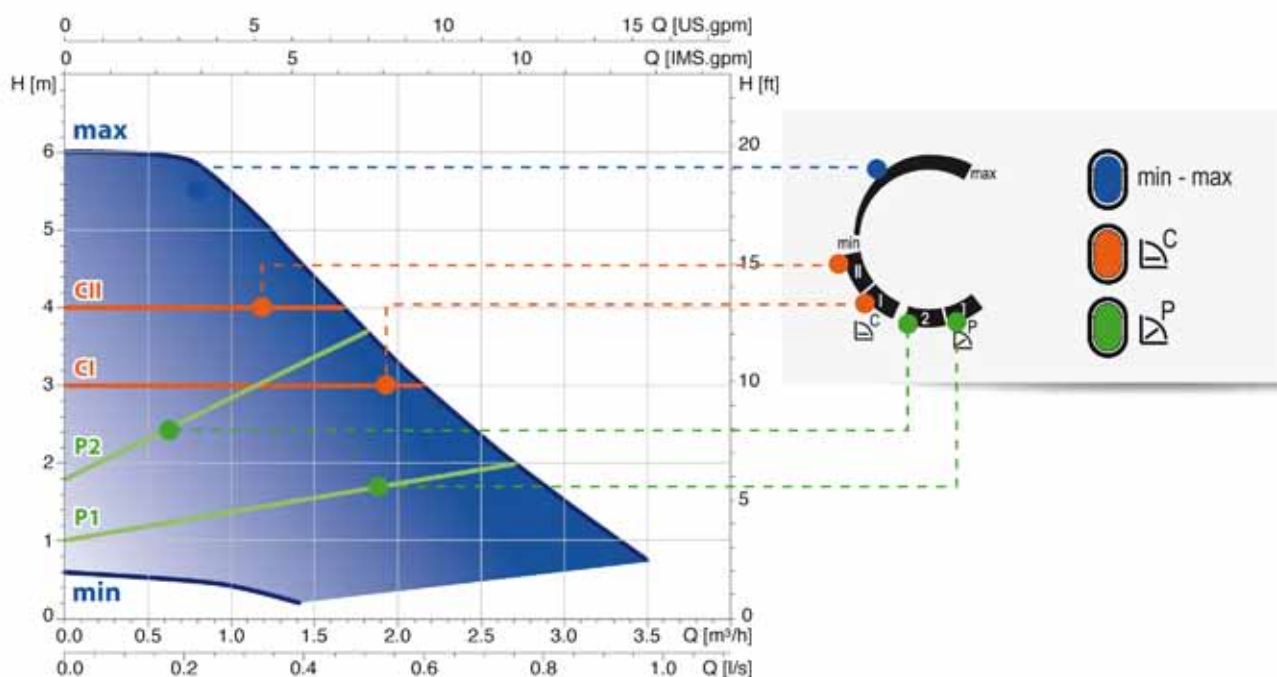 0 5 10 15 Q [US.gpm]
0 5 10 Q [IMS.gpm]
H [m] H [ft]
max
6 20
5
CII 4 15
CI 3 10
P2
2
P1 5
1
min
0 0
0.0 0.5 1.0 1.5 2.0 2.5 3.0 3.5 Q [m³/h]
0.0 0.2 0.4 0.6 0.8 1.0 Q [l/s]
max
min
II
I
C
2
1
P
min - max
C
P